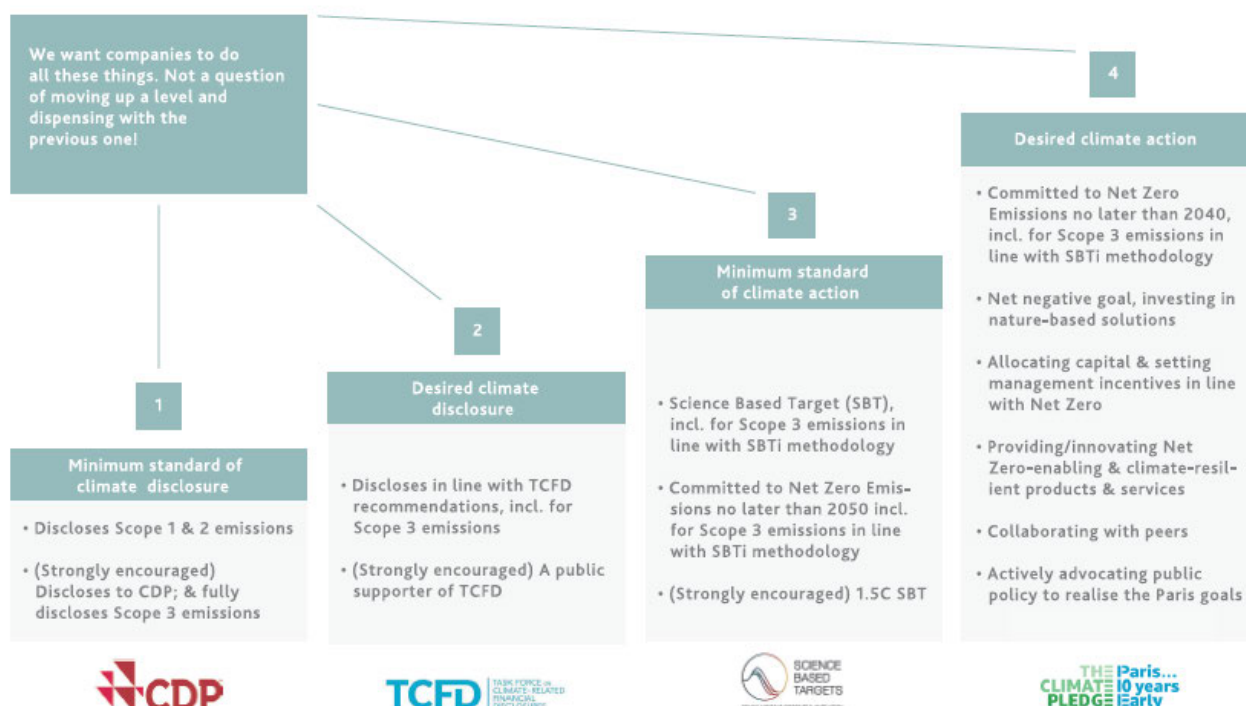 We want companies to do
all these things. Not a question
of moving up a level and
dispensing with the
previous one!
1
Minimum standard of
climate disclosure
• Discloses Scope 1 & 2 emissions
• (Strongly encouraged)
Discloses to CDP; & fully
discloses Scope 3 emissions
CDP
2
Desired climate
disclosure
• Discloses in line with TCFD
recommendations, incl. for
Scope 3 emissions
• (Strongly encouraged) A public
supporter of TCFD
TCFD
TASK FORCE ON
CLIMATE-RELATED
FINANCIAL
DISCLOSURES
3
Minimum standard
of climate action
• Science Based Target (SBT),
incl. for Scope 3 emissions in
line with SBTi methodology
• Committed to Net Zero Emis-
sions no later than 2050 incl.
for Scope 3 emissions in line
with SBTi methodology
• (Strongly encouraged) 1.5C SBT
SCIENCE
BASED
TARGETS
4
Desired climate action
• Committed to Net Zero
Emissions no later than 2040,
incl. for Scope 3 emissions in
line with SBTi methodology
• Net negative goal, investing in
nature-based solutions
• Allocating capital & setting
management incentives in line
with Net Zero
• Providing/innovating Net
Zero-enabling & climate-resil-
ient products & services
• Collaborating with peers
• Actively advocating public
policy to realise the Paris goals
THE
CLIMATE
PLEDGE
Paris...
10 years
Early